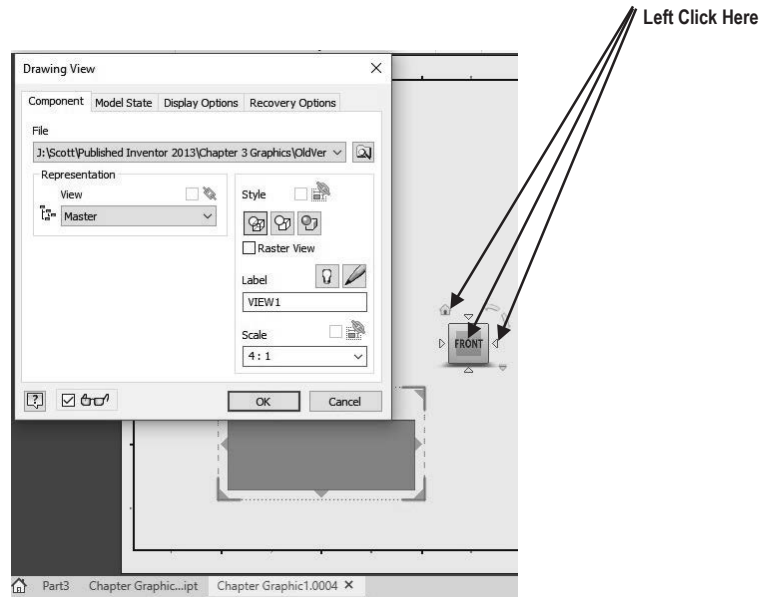 Left Click Here
Drawing View
Component Model State Display Options Recovery Options
File
J:\Scott\Published Inventor 2013\Chapter 3 Graphics\OldVer
Representation
View
Master
Style
Raster View
Label
VIEW1
Scale
4 : 1
FRONT
OK Cancel
Part3 Chapter Graphic...ipt Chapter Graphic1.0004